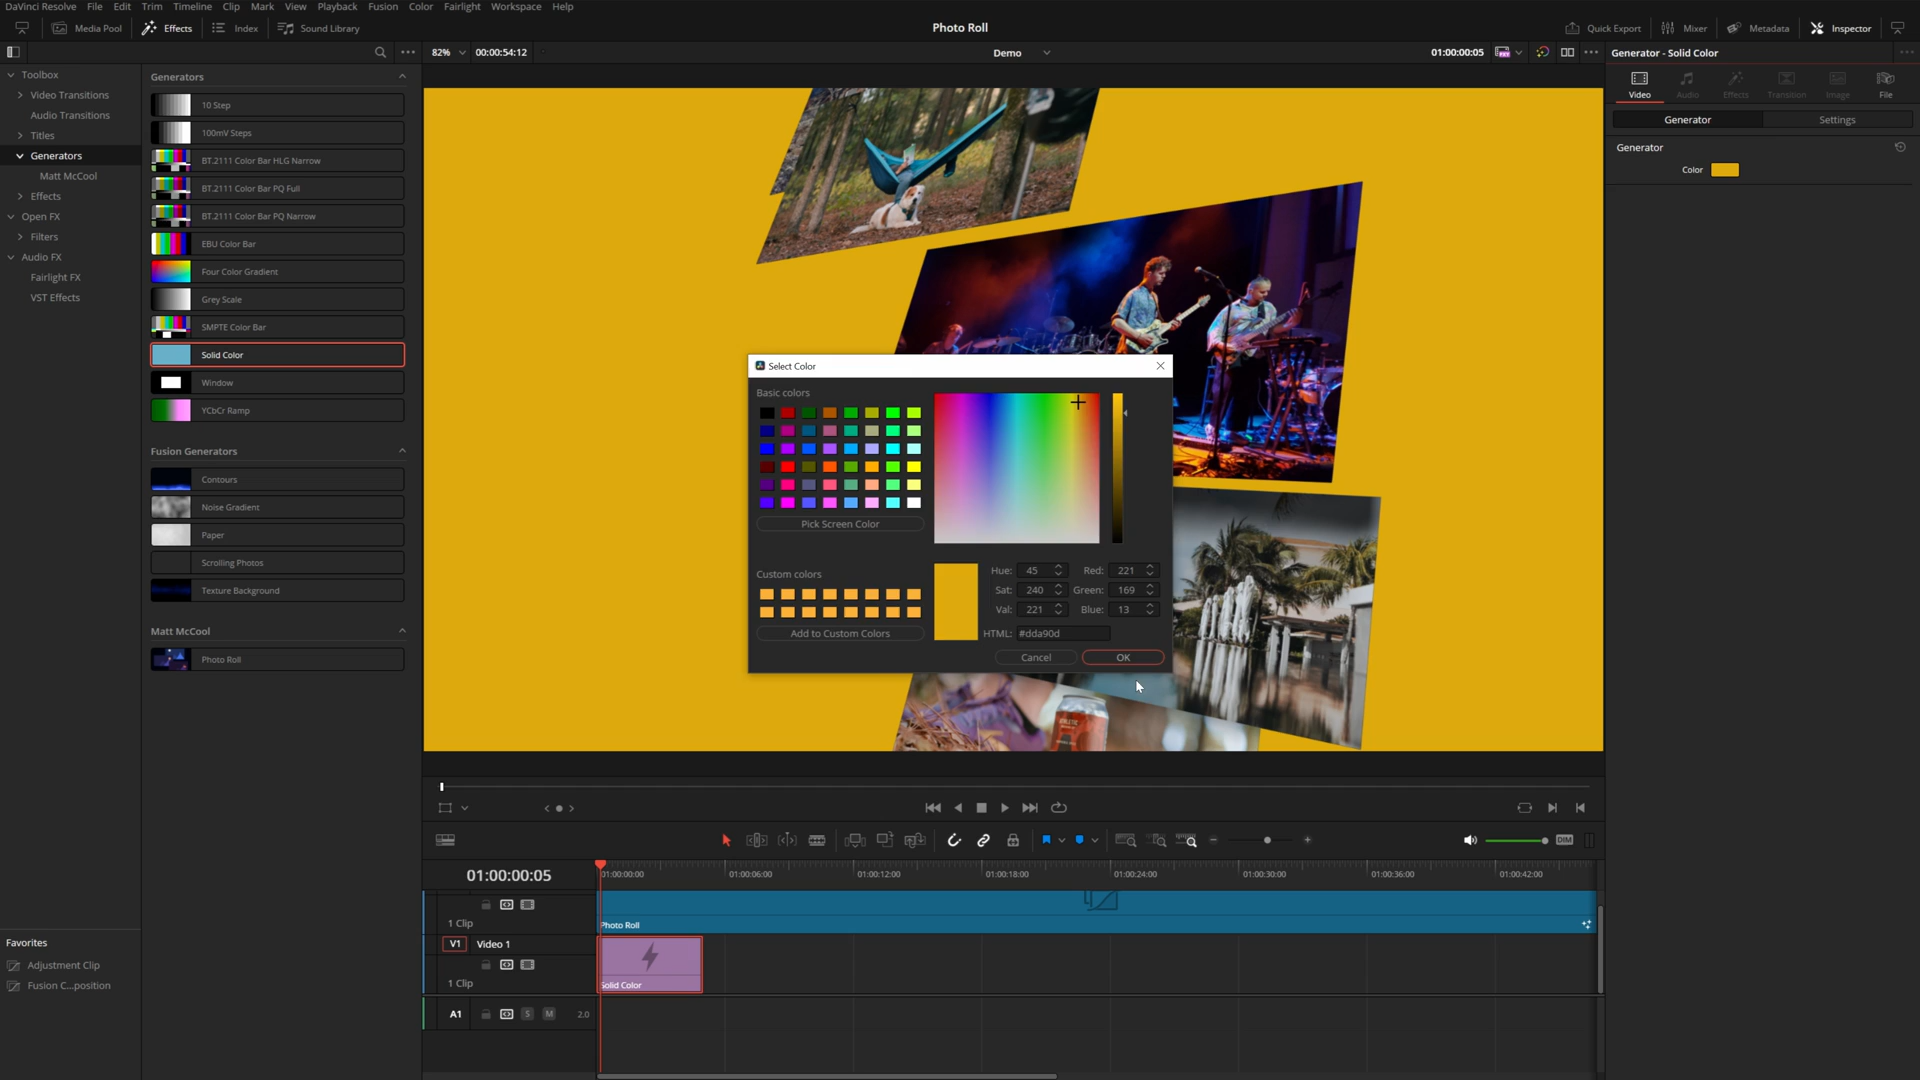 DaVinci Resolve File Edit Trim Timeline Clip Mark View Playback Fusion Color Fairlight Workspace Help
Media Pool Effects Index Sound Library
Photo Roll
Quick Export Mixer Metadata Inspector
82% 00:00:54:12
Demo
01:00:00:05
Generator - Solid Color
Toolbox
Video Transitions
Audio Transitions
Titles
Generators
Matt McCool
Effects
Open FX
Filters
Audio FX
Fairlight FX
VST Effects
Favorites
Adjustment Clip
Fusion C...position
Generators
10 Step
100mV Steps
BT.2111 Color Bar HLG Narrow
BT.2111 Color Bar PQ Full
BT.2111 Color Bar PQ Narrow
EBU Color Bar
Four Color Gradient
Grey Scale
SMPTE Color Bar
Solid Color
Window
YCbCr Ramp
Fusion Generators
Contours
Noise Gradient
Paper
Scrolling Photos
Texture Background
Matt McCool
Photo Roll
Select Color
Basic colors
Pick Screen Color
Custom colors
Add to Custom Colors
Hue: 45 Red: 221
Sat: 240 Green: 169
Val: 221 Blue: 13
HTML: #dda90d
Cancel OK
ATHLETIC
Video Audio Effects Transition Image File
Generator Settings
Generator
Color
DIM
01:00:00:05
01:00:00:00 01:00:06:00 01:00:12:00 01:00:18:00 01:00:24:00 01:00:30:00 01:00:36:00 01:00:42:00
1 Clip
Photo Roll
V1 Video 1
1 Clip
Solid Color
A1 S M 2.0